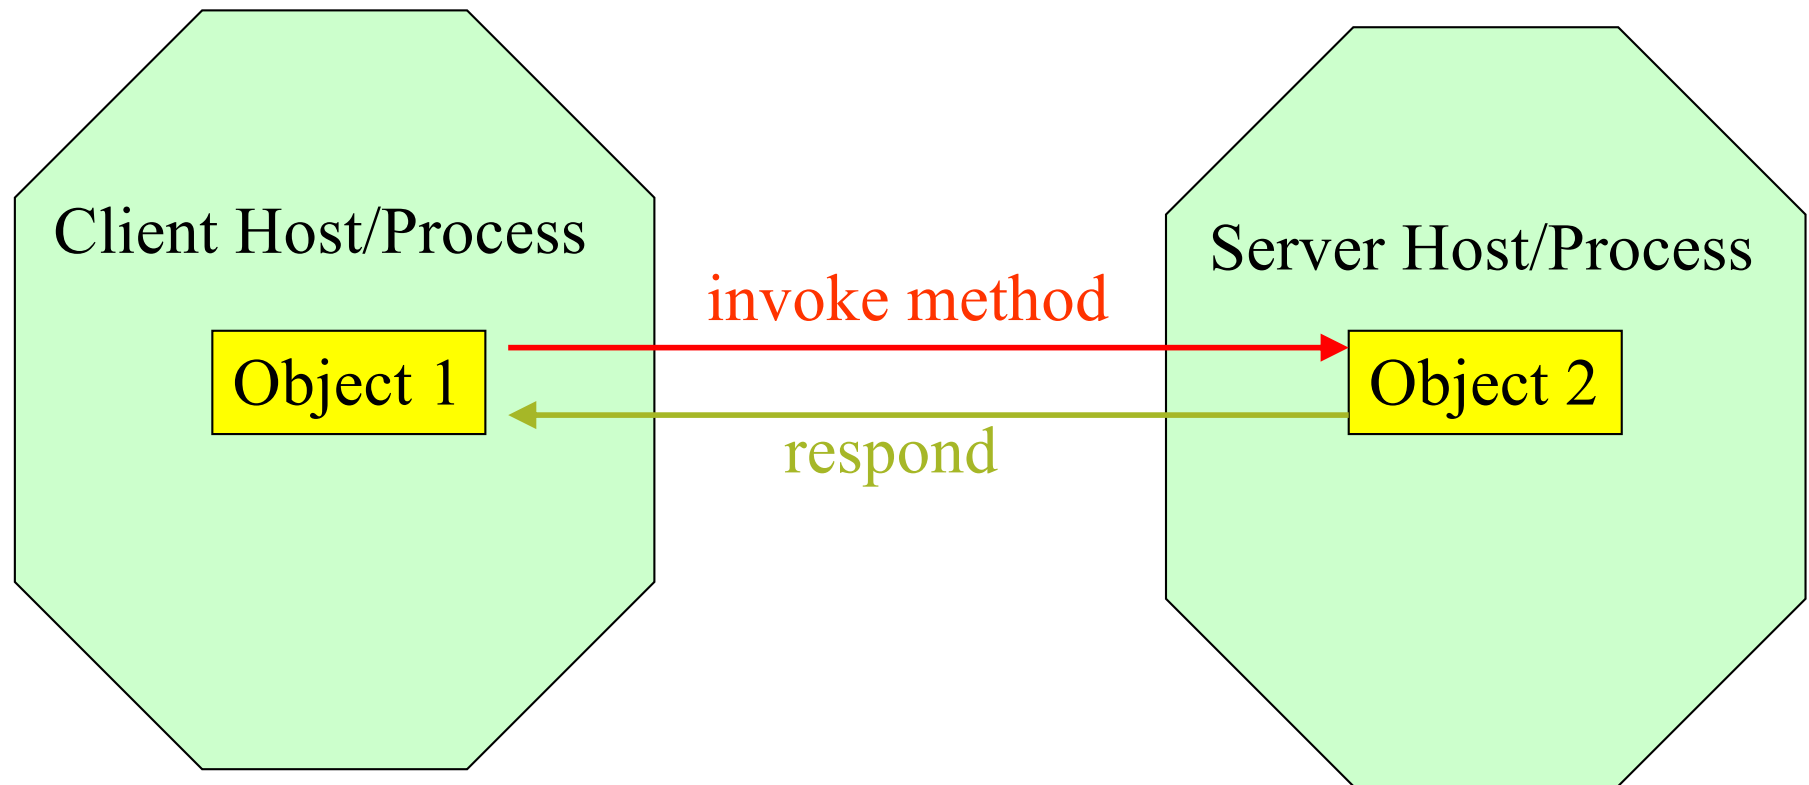 Client Host/Process
Server Host/Process
invoke method
Object 1
Object 2
respond